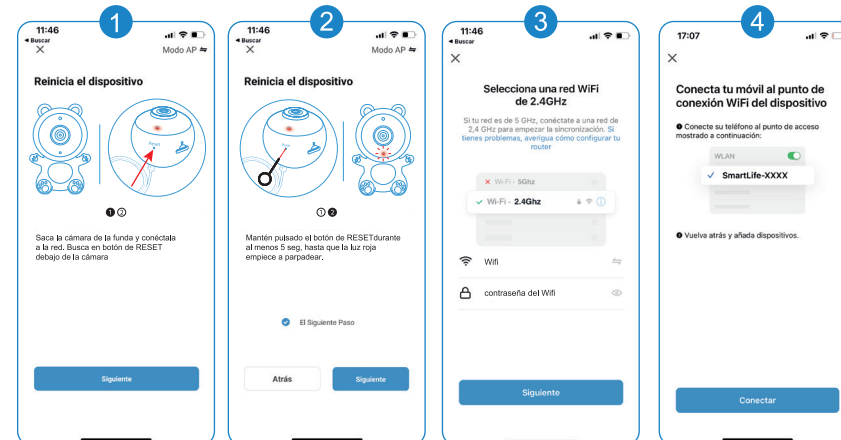 1
11:46
◂ Buscar
Modo AP
Reinicia el dispositivo
Reset
❶②
Saca la cámara de la funda y conéctala
a la red. Busca en botón de RESET
debajo de la cámara
Siguiente
2
11:46
◂ Buscar
Modo AP
Reinicia el dispositivo
Reset
①❷
Mantén pulsado el botón de RESETdurante
al menos 5 seg, hasta que la luz roja
empiece a parpadear.
El Siguiente Paso
Atrás
Siguiente
3
11:46
◂ Buscar
Selecciona una red WiFi
de 2.4GHz
Si tu red es de 5 GHz, conéctate a una red de
2,4 GHz para empezar la sincronización. Si
tienes problemas, averigua cómo configurar tu
router
Wi-Fi - 5Ghz
Wi-Fi - 2.4Ghz
Wifi
contraseña del Wifi
Siguiente
4
17:07
Conecta tu móvil al punto de
conexión WiFi del dispositivo
❶ Conecte su teléfono al punto de acceso
mostrado a continuación:
WLAN
SmartLife-XXXX
❷ Vuelva atrás y añada dispositivos.
Conectar